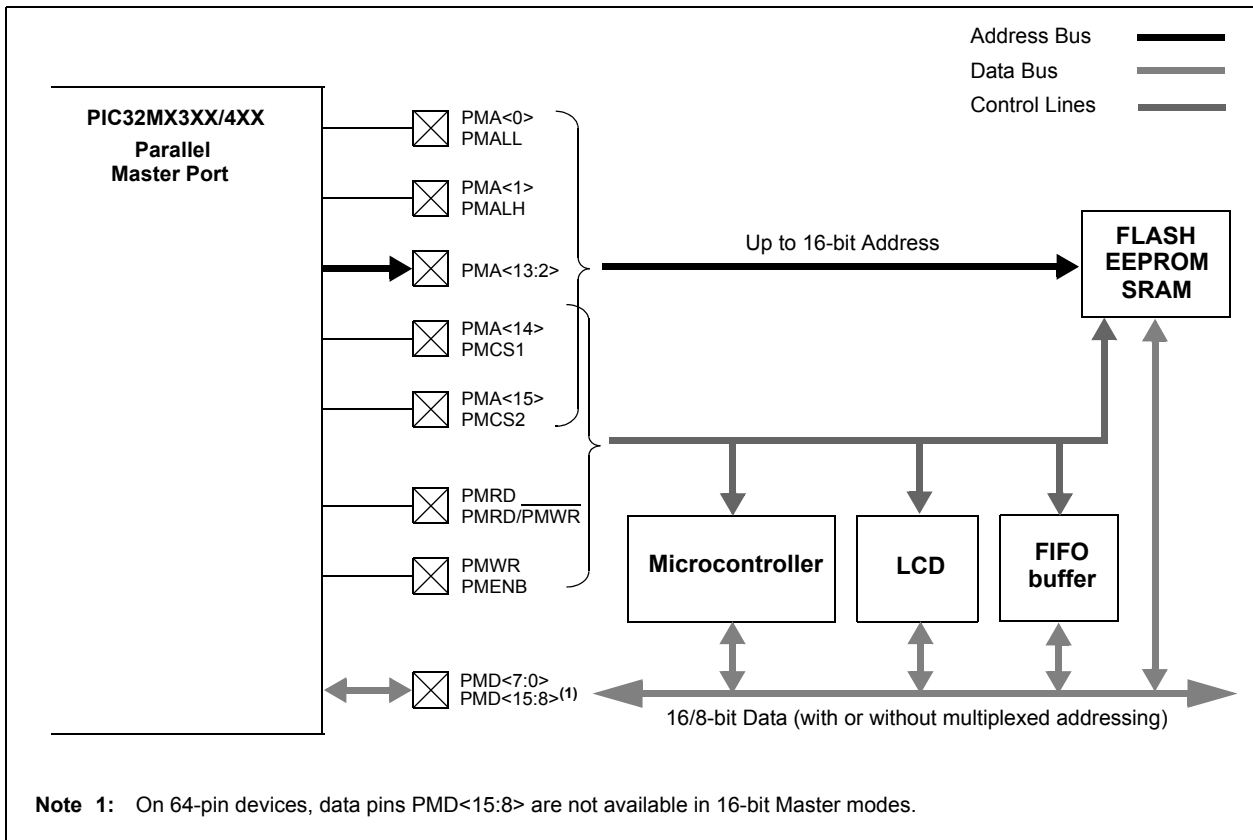 Address Bus
Data Bus
Control Lines
PIC32MX3XX/4XX
Parallel
Master Port
PMA<0>
PMALL
PMA<1>
PMALH
PMA<13:2>
PMA<14>
PMCS1
PMA<15>
PMCS2
PMRD
PMRD/PMWR
PMWR
PMENB
PMD<7:0>
PMD<15:8>(1)
Up to 16-bit Address
FLASH
EEPROM
SRAM
Microcontroller
LCD
FIFO
buffer
16/8-bit Data (with or without multiplexed addressing)
Note 1: On 64-pin devices, data pins PMD<15:8> are not available in 16-bit Master modes.